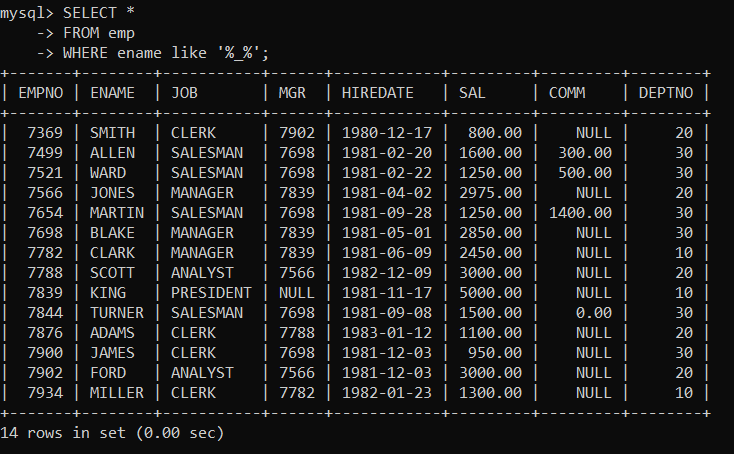 mysql> SELECT *
    -> FROM emp
    -> WHERE ename like '%_%';
+-------+--------+-----------+------+------------+---------+---------+--------+
| EMPNO | ENAME  | JOB       | MGR  | HIREDATE   | SAL     | COMM    | DEPTNO |
+-------+--------+-----------+------+------------+---------+---------+--------+
|  7369 | SMITH  | CLERK     | 7902 | 1980-12-17 |  800.00 |    NULL |     20 |
|  7499 | ALLEN  | SALESMAN  | 7698 | 1981-02-20 | 1600.00 |  300.00 |     30 |
|  7521 | WARD   | SALESMAN  | 7698 | 1981-02-22 | 1250.00 |  500.00 |     30 |
|  7566 | JONES  | MANAGER   | 7839 | 1981-04-02 | 2975.00 |    NULL |     20 |
|  7654 | MARTIN | SALESMAN  | 7698 | 1981-09-28 | 1250.00 | 1400.00 |     30 |
|  7698 | BLAKE  | MANAGER   | 7839 | 1981-05-01 | 2850.00 |    NULL |     30 |
|  7782 | CLARK  | MANAGER   | 7839 | 1981-06-09 | 2450.00 |    NULL |     10 |
|  7788 | SCOTT  | ANALYST   | 7566 | 1982-12-09 | 3000.00 |    NULL |     20 |
|  7839 | KING   | PRESIDENT | NULL | 1981-11-17 | 5000.00 |    NULL |     10 |
|  7844 | TURNER | SALESMAN  | 7698 | 1981-09-08 | 1500.00 |    0.00 |     30 |
|  7876 | ADAMS  | CLERK     | 7788 | 1983-01-12 | 1100.00 |    NULL |     20 |
|  7900 | JAMES  | CLERK     | 7698 | 1981-12-03 |  950.00 |    NULL |     30 |
|  7902 | FORD   | ANALYST   | 7566 | 1981-12-03 | 3000.00 |    NULL |     20 |
|  7934 | MILLER | CLERK     | 7782 | 1982-01-23 | 1300.00 |    NULL |     10 |
+-------+--------+-----------+------+------------+---------+---------+--------+
14 rows in set (0.00 sec)